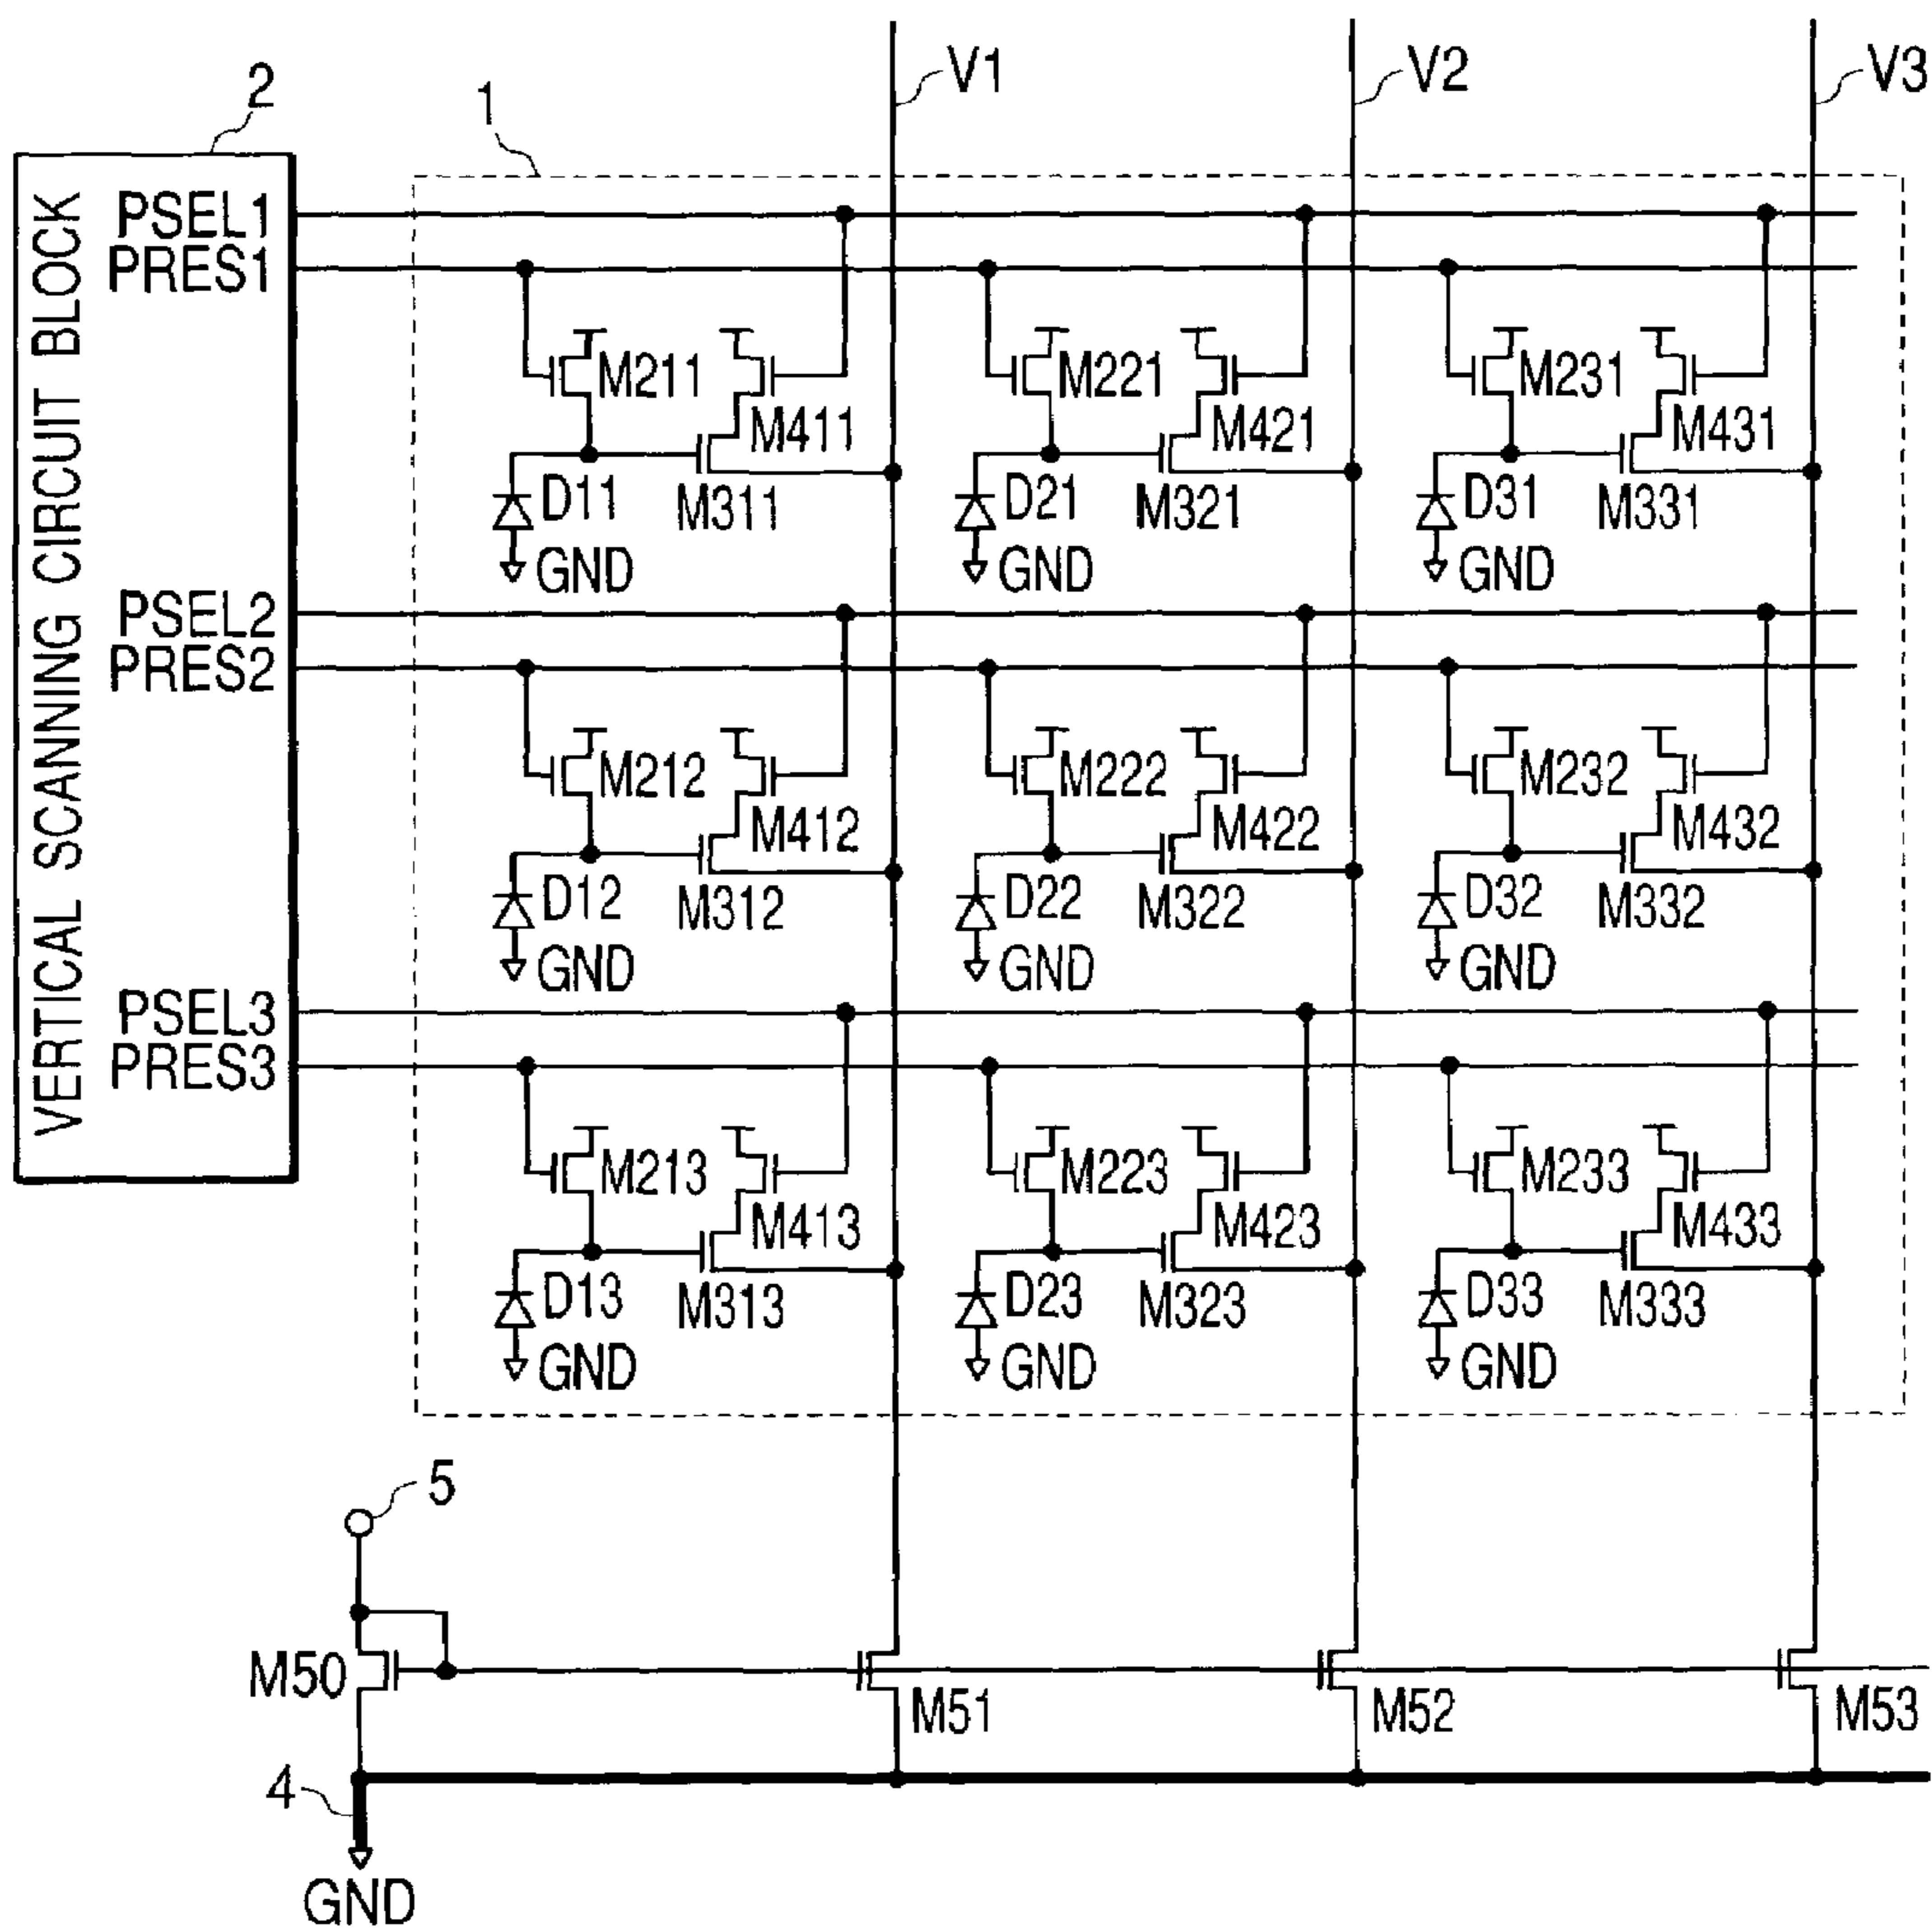 V1
V2
V3
2
1
VERTICAL SCANNING CIRCUIT BLOCK
PSEL1
PRES1
M211
M221
M231
M411
M421
M431
D11
M311
D21
M321
D31
M331
GND
GND
GND
PSEL2
PRES2
M212
M222
M232
M412
M422
M432
D12
M312
D22
M322
D32
M332
GND
GND
GND
PSEL3
PRES3
M213
M223
M233
M413
M423
M433
D13
M313
D23
M323
D33
M333
GND
GND
GND
5
M50
M51
M52
M53
4
GND